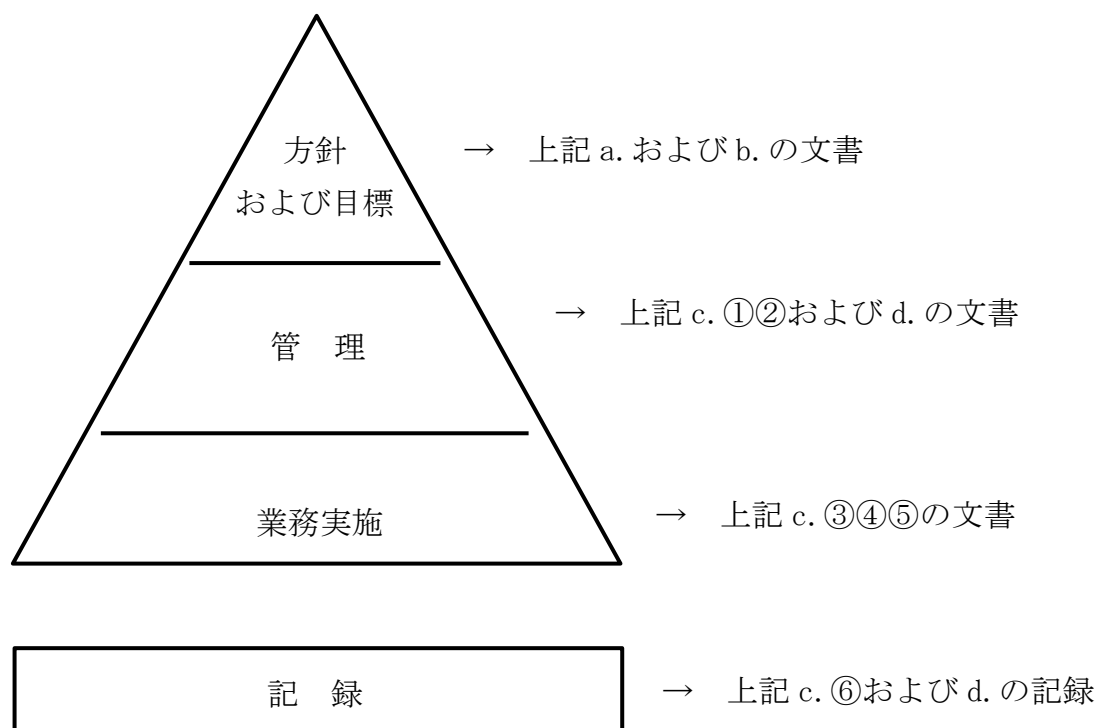 方針
および目標
→ 上記 a.および b.の文書
管 理
→ 上記 c.①②および d.の文書
業務実施
→ 上記 c.③④⑤の文書
記 録
→ 上記 c.⑥および d.の記録